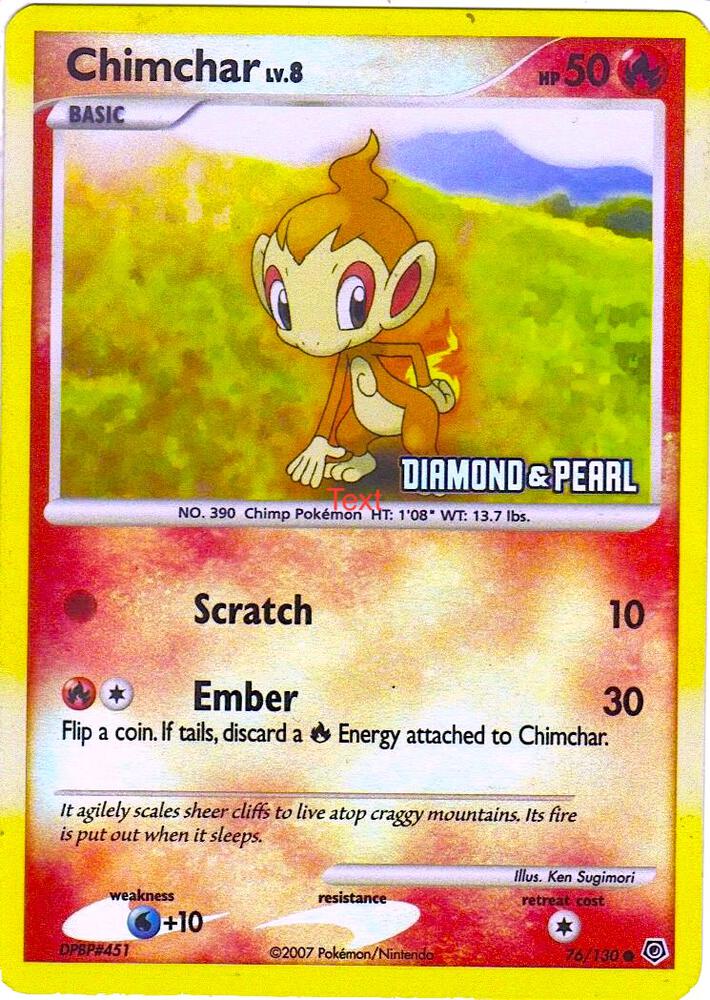 Chimchar LV.8
HP 50
BASIC
DIAMOND & PEARL
Text
NO. 390 Chimp Pokémon HT: 1'08" WT: 13.7 lbs.
Scratch 10
Ember 30
Flip a coin. If tails, discard a Energy attached to Chimchar.
It agilely scales sheer cliffs to live atop craggy mountains. Its fire
is put out when it sleeps.
Illus. Ken Sugimori
weakness resistance retreat cost
+10
DPBP#451 ©2007 Pokémon/Nintendo 76/130